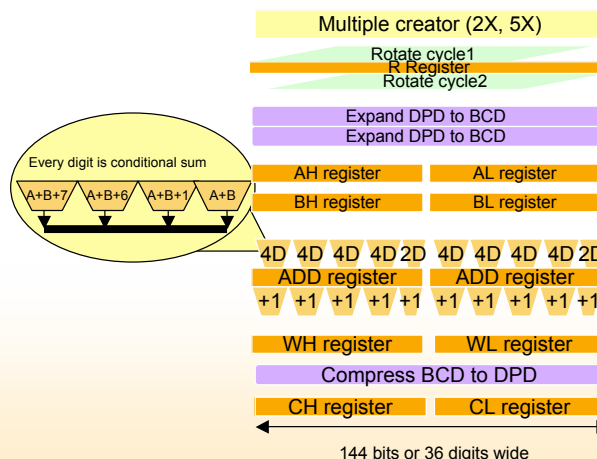 Multiple creator (2X, 5X)
Rotate cycle1
R Register
Rotate cycle2
Expand DPD to BCD
Expand DPD to BCD
Every digit is conditional sum
A+B+7 A+B+6 A+B+1 A+B
AH register AL register
BH register BL register
4D 4D 4D 4D 2D 4D 4D 4D 4D 2D
ADD register ADD register
+1 +1 +1 +1 +1 +1 +1 +1 +1 +1
WH register WL register
Compress BCD to DPD
CH register CL register
144 bits or 36 digits wide